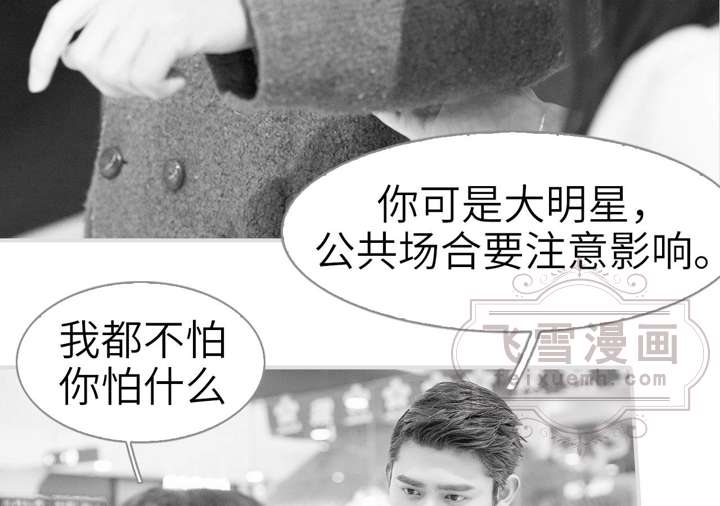 你可是大明星，
公共场合要注意影响。
飞雪漫画
feixuemh.com
我都不怕
你怕什么